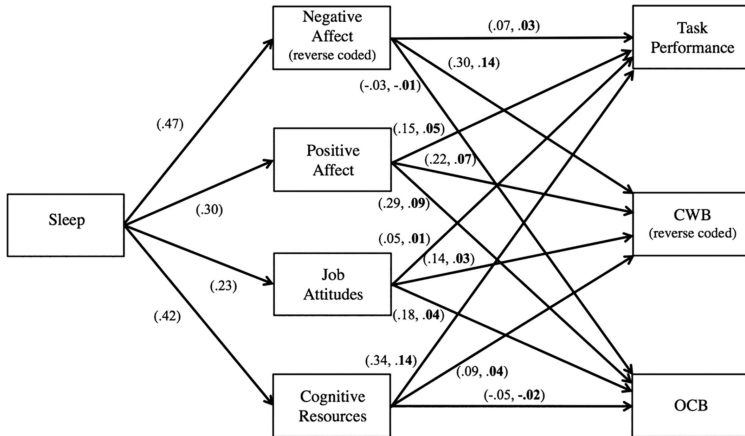 Negative
Affect
(reverse coded)
(.07, .03)
Task
Performance
(.30, .14)
(-.03, -.01)
(.47)
(.15, .05)
Positive
Affect
(.22, .07)
Sleep
(.30)
(.29, .09)
CWB
(reverse coded)
(.05, .01)
(.14, .03)
Job
Attitudes
(.23)
(.42)
(.18, .04)
(.34, .14)
(.09, .04)
Cognitive
Resources
(-.05, -.02)
OCB